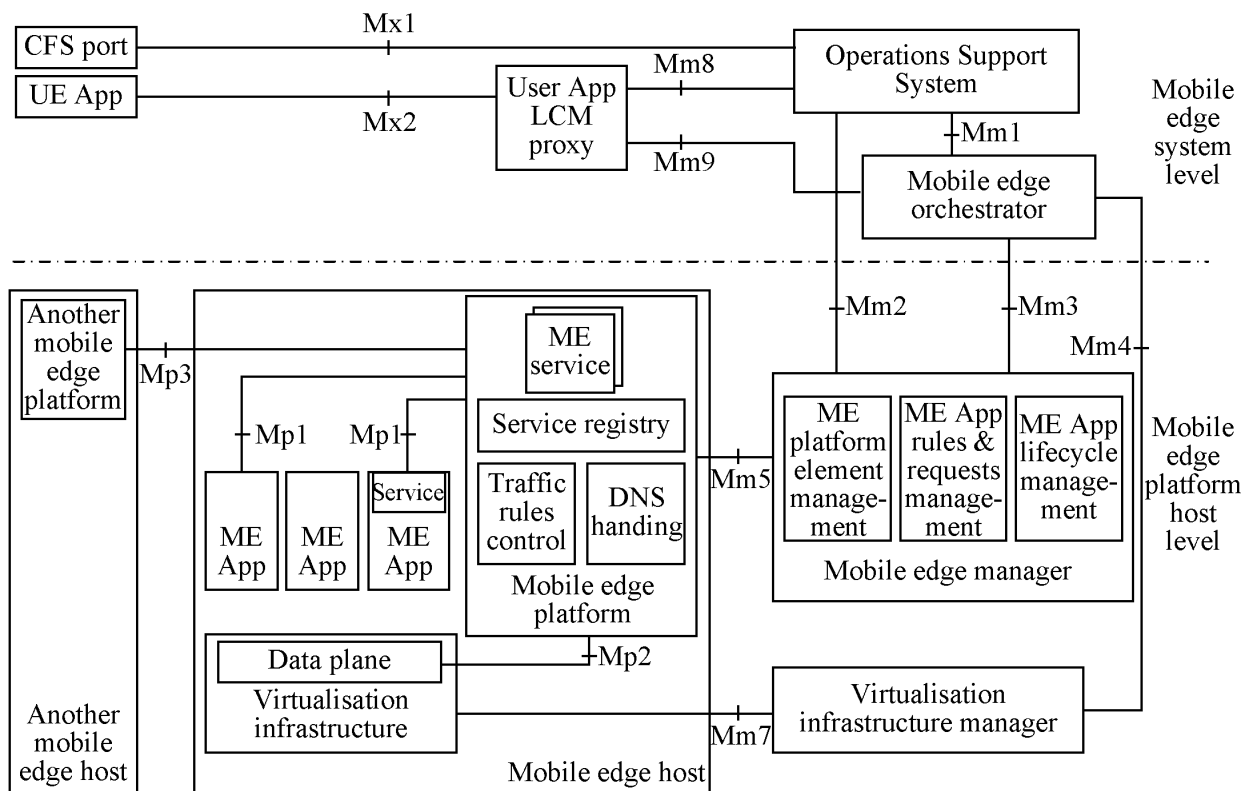 CFS port
Mx1
Operations Support
System
UE App
Mx2
User App
LCM
proxy
Mm8
Mm9
Mm1
Mobile edge
orchestrator
Mobile
edge
system
level
Another
mobile
edge
platform
Mp3
ME
service
Mp1
Mp1
Service registry
Service
ME
App
ME
App
ME
App
Traffic
rules
control
DNS
handing
Mobile edge
platform
Mm2
Mm3
Mm4
Mm5
ME
platform
element
manage-
ment
ME App
rules &
requests
manage-
ment
ME App
lifecycle
manage-
ment
Mobile edge manager
Mobile
edge
platform
host
level
Data plane
Mp2
Virtualisation
infrastructure
Mm7
Virtualisation
infrastructure manager
Another
mobile
edge host
Mobile edge host